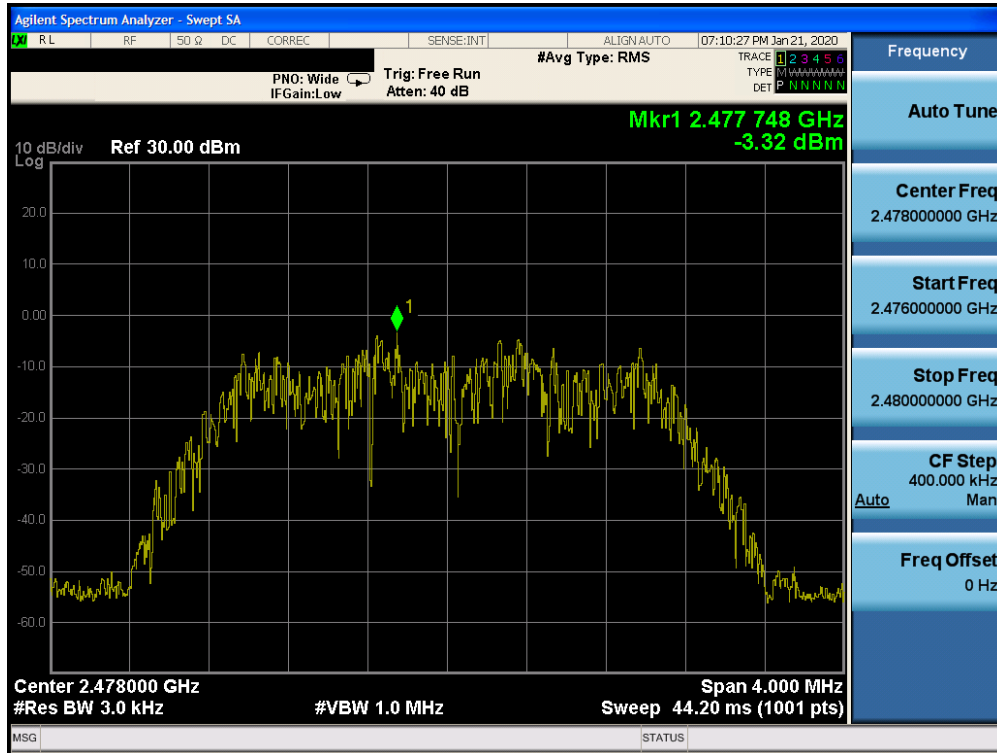 Agilent Spectrum Analyzer - Swept SA
LXI RL RF 50 Ω DC CORREC SENSE:INT ALIGN AUTO 07:10:27 PM Jan 21, 2020
Frequency
#Avg Type: RMS
TRACE 1 2 3 4 5 6
PNO: Wide Trig: Free Run
TYPE M
IFGain:Low Atten: 40 dB
DET P N N N N N
Auto Tune
Mkr1 2.477 748 GHz
-3.32 dBm
10 dB/div Ref 30.00 dBm
Log
Center Freq
2.478000000 GHz
20.0
10.0
0.00
-10.0
-20.0
-30.0
-40.0
-50.0
-60.0
1
Start Freq
2.476000000 GHz
Stop Freq
2.480000000 GHz
CF Step
400.000 kHz
Auto Man
Freq Offset
0 Hz
Center 2.478000 GHz Span 4.000 MHz
#Res BW 3.0 kHz #VBW 1.0 MHz Sweep 44.20 ms (1001 pts)
MSG STATUS